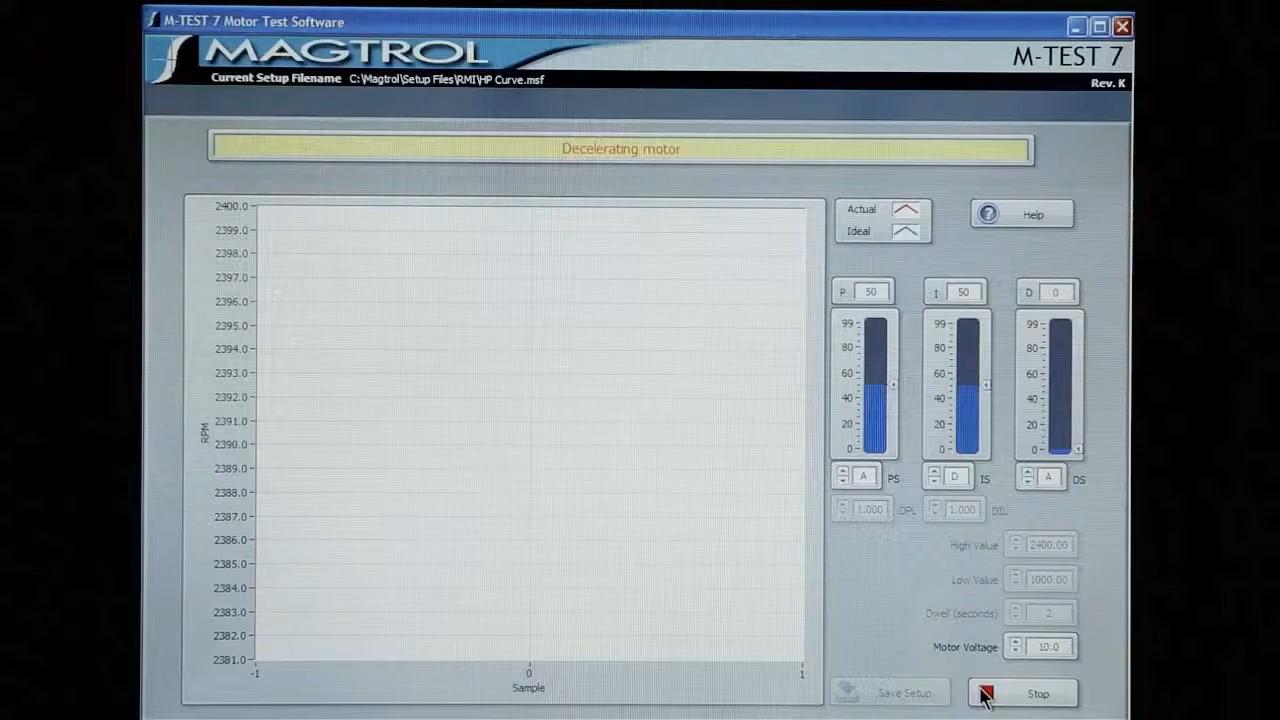 M-TEST 7 Motor Test Software
MAGTROL
M-TEST 7
Current Setup Filename C:\Magtrol\Setup Files\RMI\HP Curve.msf
Rev. K
Decelerating motor
Actual
Ideal
Help
2400.0
2399.0
2398.0
2397.0
2396.0
2395.0
2394.0
2393.0
2392.0
2391.0
2390.0
2389.0
2388.0
2387.0
2386.0
2385.0
2384.0
2383.0
2382.0
2381.0
RPM
-1 0 1
Sample
P 50 I 50 D 0
99 99 99
80 80 80
60 60 60
40 40 40
20 20 20
0 0 0
A PS D IS A DS
1.000 DPL 1.000 DIL
High Value 2400.00
Low Value 1000.00
Dwell (seconds) 2
Motor Voltage 10.0
Save Setup Stop